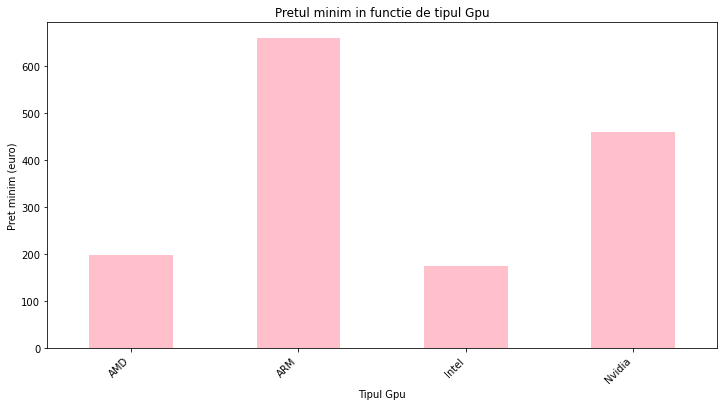 Pretul minim in functie de tipul Gpu
Pret minim (euro)
600
500
400
300
200
100
0
AMD
ARM
Intel
Nvidia
Tipul Gpu